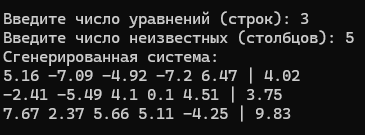 Введите число уравнений (строк): 3
Введите число неизвестных (столбцов): 5
Сгенерированная система:
5.16 -7.09 -4.92 -7.2 6.47 | 4.02
-2.41 -5.49 4.1 0.1 4.51 | 3.75
7.67 2.37 5.66 5.11 -4.25 | 9.83